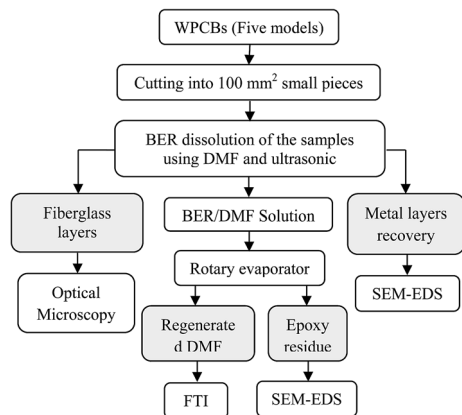 WPCBs (Five models)
Cutting into 100 mm² small pieces
BER dissolution of the samples
using DMF and ultrasonic
Fiberglass
layers
BER/DMF Solution
Metal layers
recovery
Optical
Microscopy
Rotary evaporator
SEM-EDS
Regenerate
d DMF
Epoxy
residue
FTI
SEM-EDS